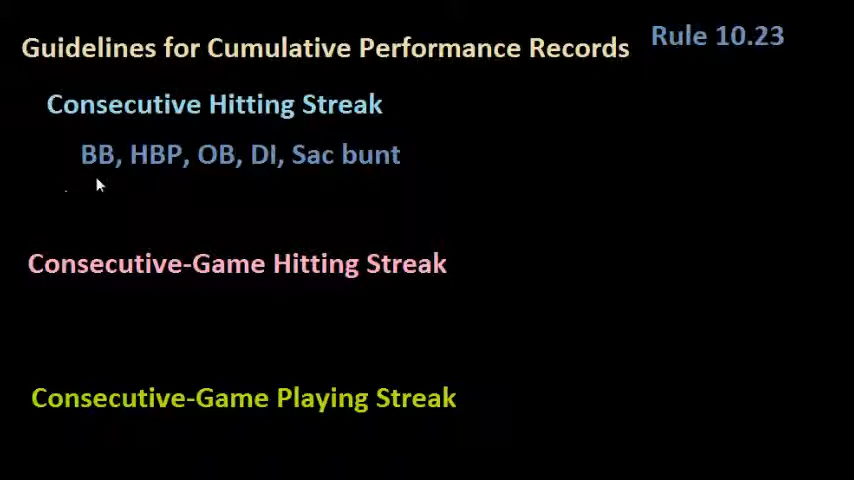 Guidelines for Cumulative Performance Records
Rule 10.23
Consecutive Hitting Streak
BB, HBP, OB, DI, Sac bunt
Consecutive-Game Hitting Streak
Consecutive-Game Playing Streak